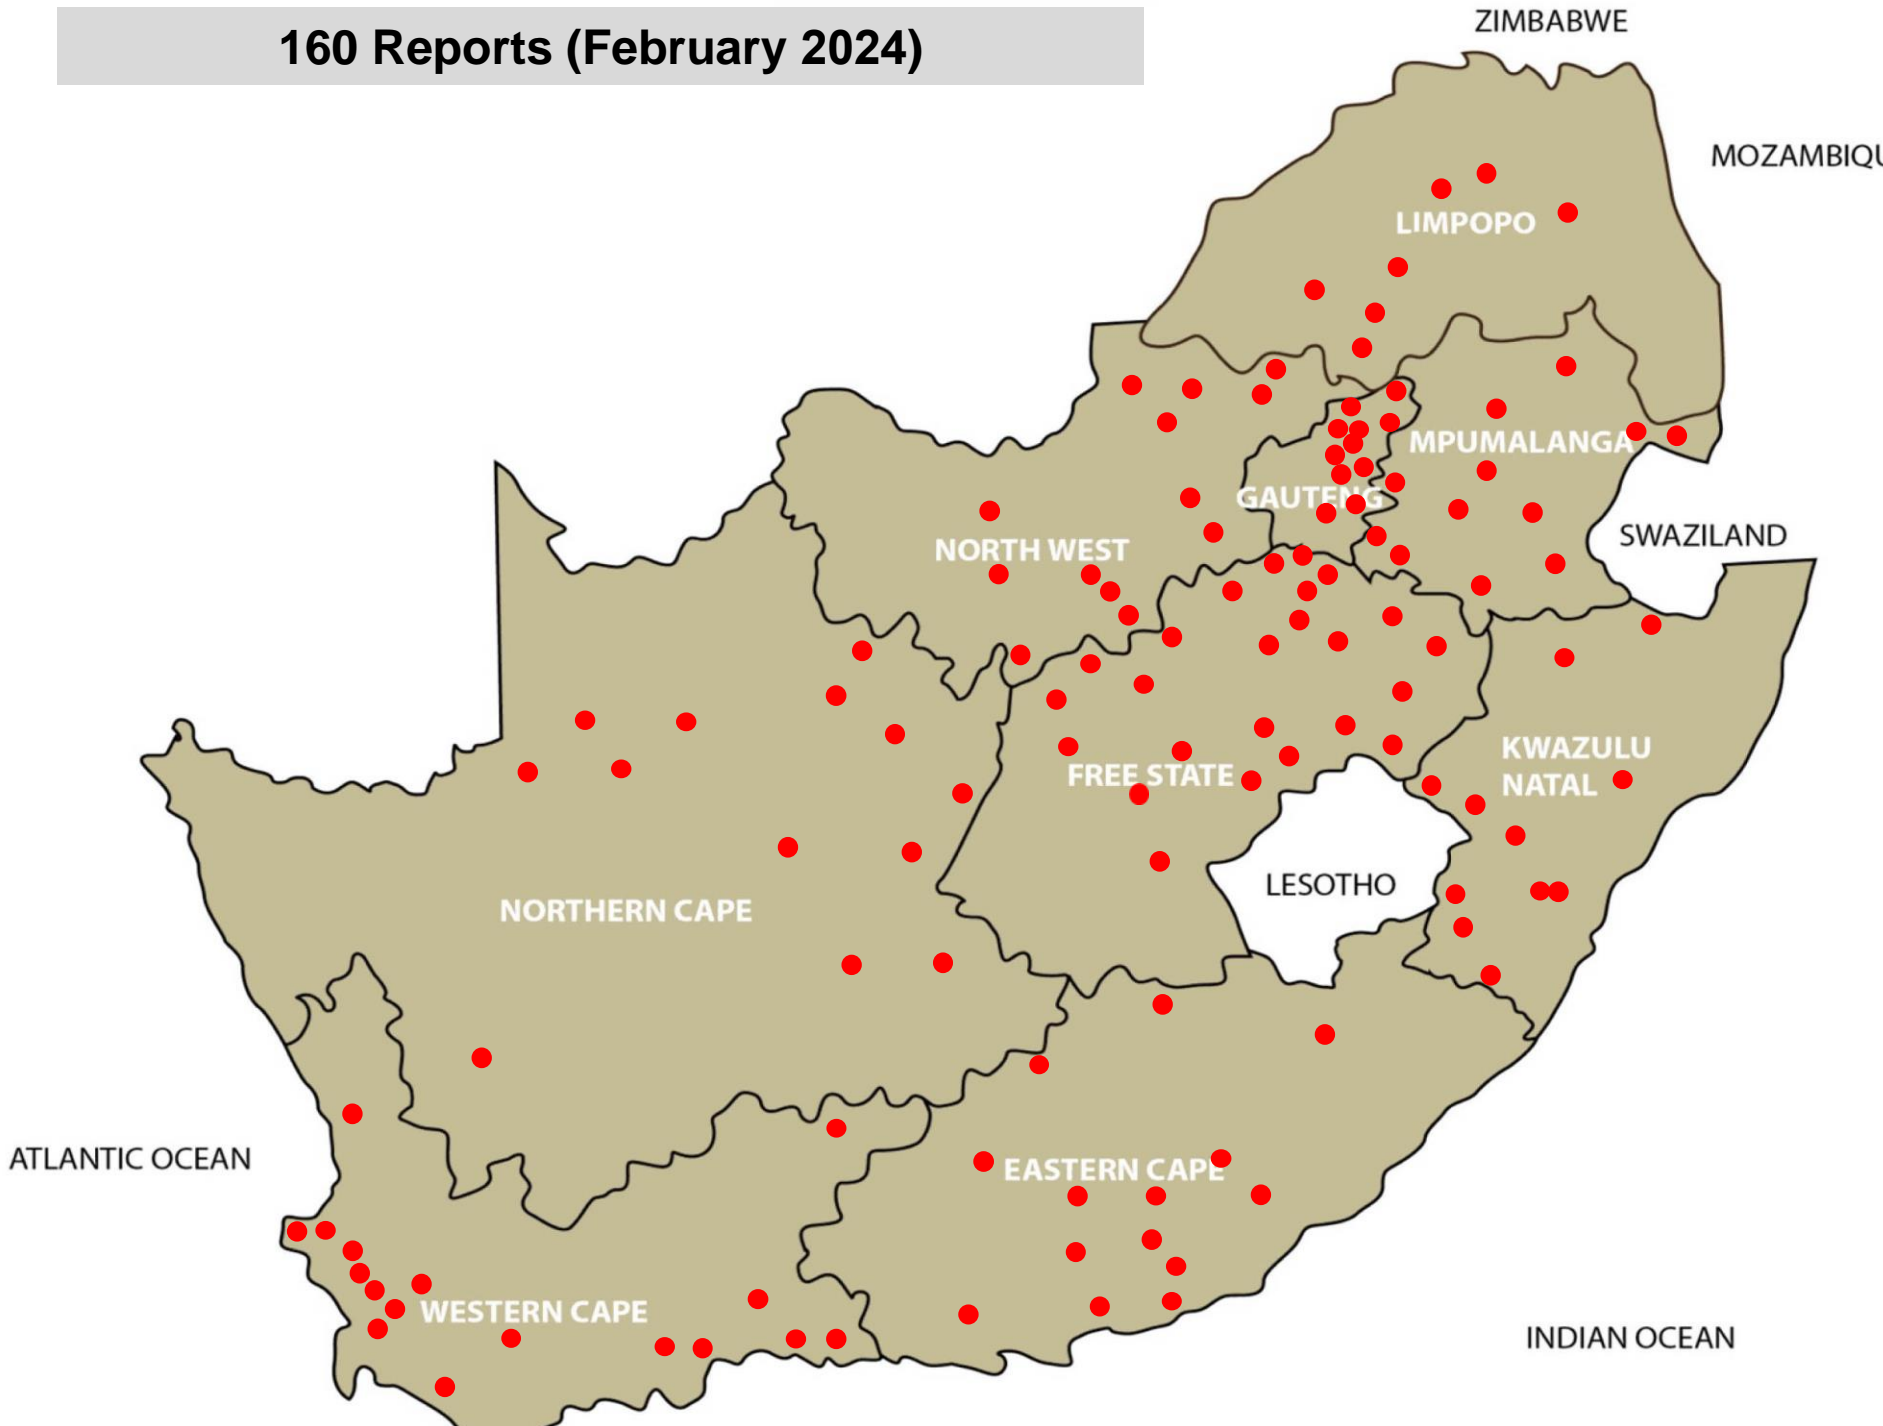 160 Reports (February 2024)
ZIMBABWE
MOZAMBIQU
LIMPOPO
MPUMALANGA
GAUTENG
SWAZILAND
NORTH WEST
KWAZULU
NATAL
FREE STATE
LESOTHO
NORTHERN CAPE
ATLANTIC OCEAN
EASTERN CAPE
WESTERN CAPE
INDIAN OCEAN